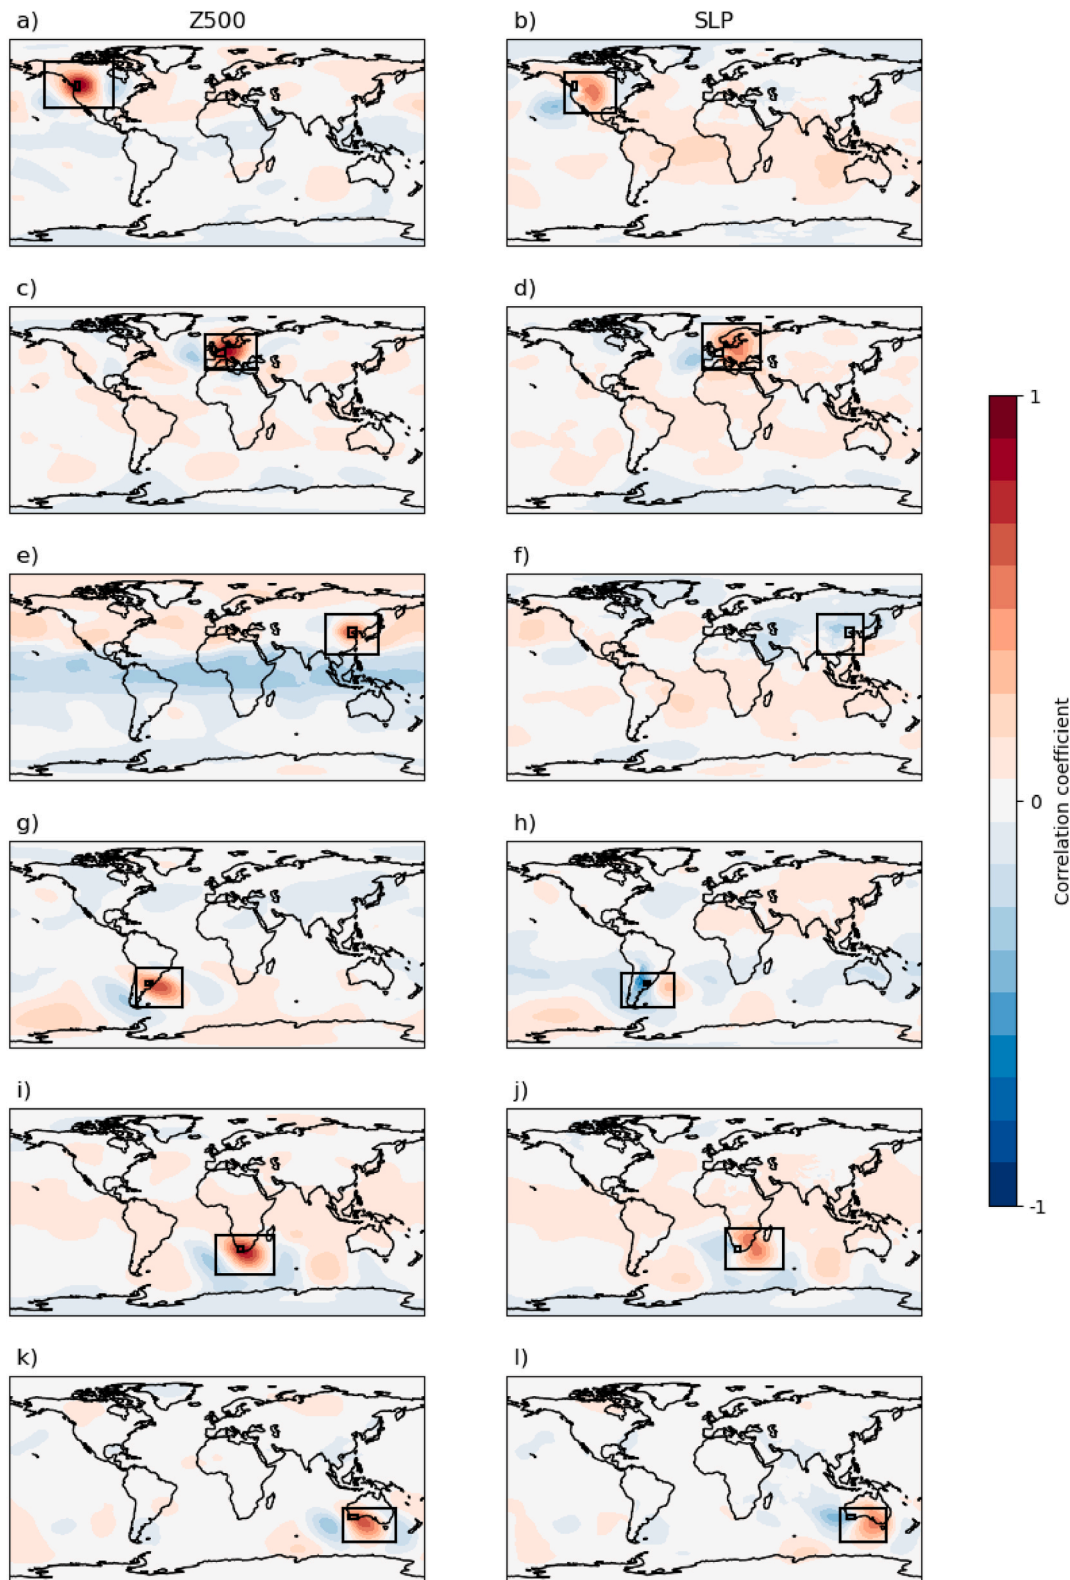 Z500
SLP
a)
b)
c)
d)
e)
f)
g)
h)
i)
j)
k)
l)
1
0
-1
Correlation coefficient